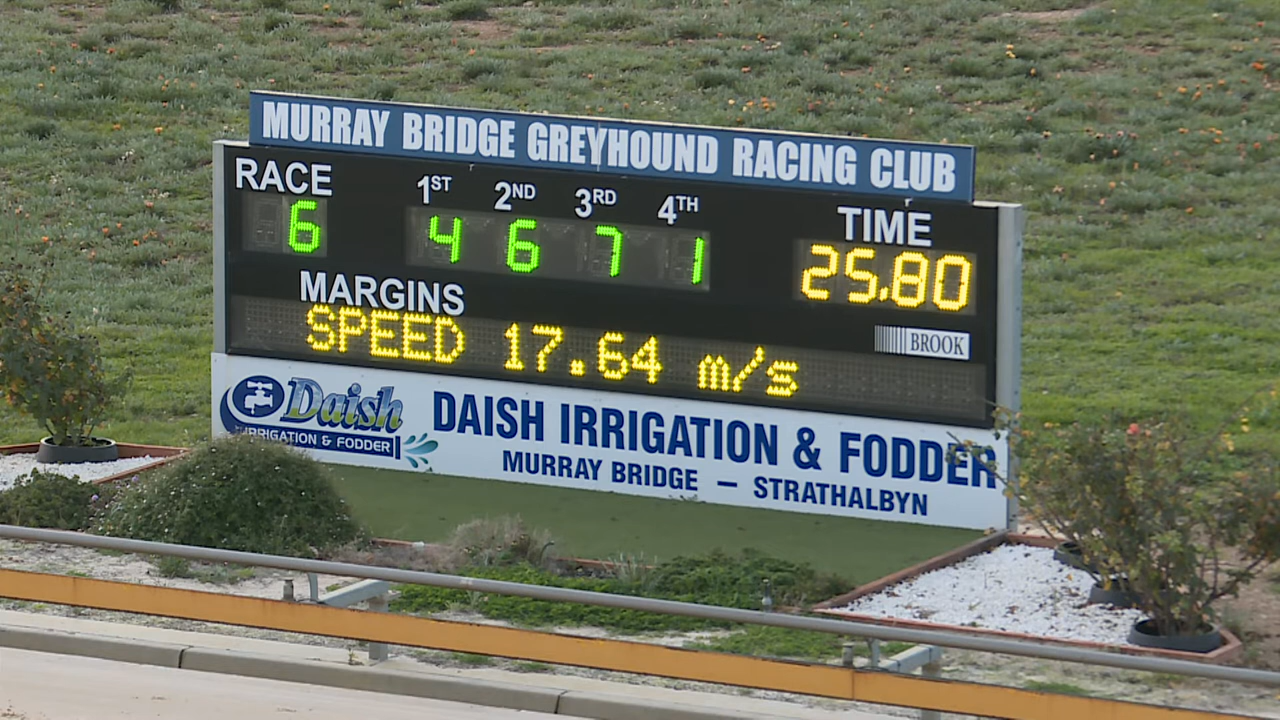 MURRAY BRIDGE GREYHOUND RACING CLUB
RACE 1ST 2ND 3RD 4TH TIME
6 4 6 7 1 25.80
MARGINS
BROOK
SPEED 17.64 m/s
Daish
IRRIGATION & FODDER
DAISH IRRIGATION & FODDER
MURRAY BRIDGE – STRATHALBYN